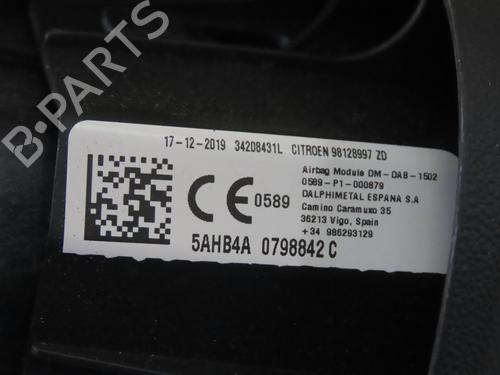 17-12-2019 34208431L CITROEN 98128997 ZD
Airbag Module DM-DAB-1502
0589-P1-000879
DALPHIMETAL ESPANA S.A
Camino Caramuxo 35
36213 Vigo, Spain
+34 986293129
CE 0589
5AHB4A 0798842 C
B-PARTS